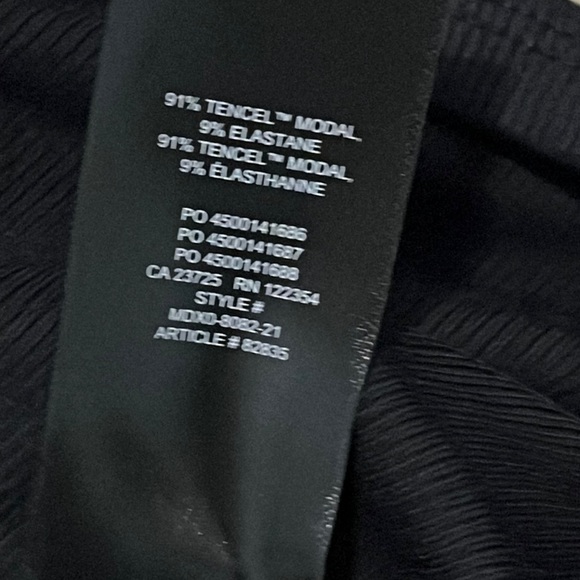 91% TENCEL™ MODAL,
9% ELASTANE
91% TENCEL™ MODAL,
9% ÉLASTHANNE
PO 4500141686
PO 4500141687
PO 4500141688
CA 23725 RN 122354
STYLE #
MDX0-8082-21
ARTICLE # 82835